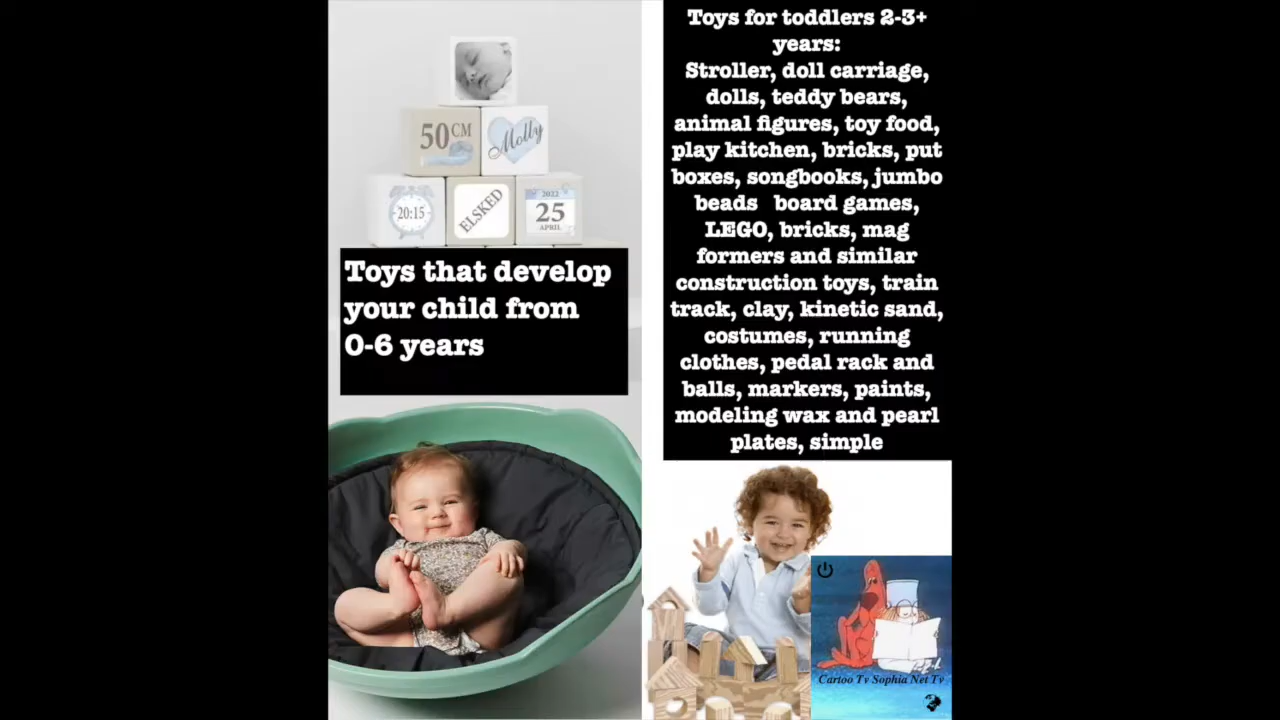 50 CM
Molly
20:15
ELSKED
2022
25
APRIL
Toys that develop
your child from
0-6 years
Toys for toddlers 2-3+
years:
Stroller, doll carriage,
dolls, teddy bears,
animal figures, toy food,
play kitchen, bricks, put
boxes, songbooks, jumbo
beads board games,
LEGO, bricks, mag
formers and similar
construction toys, train
track, clay, kinetic sand,
costumes, running
clothes, pedal rack and
balls, markers, paints,
modeling wax and pearl
plates, simple
Cartoo Tv Sophia Net Tv